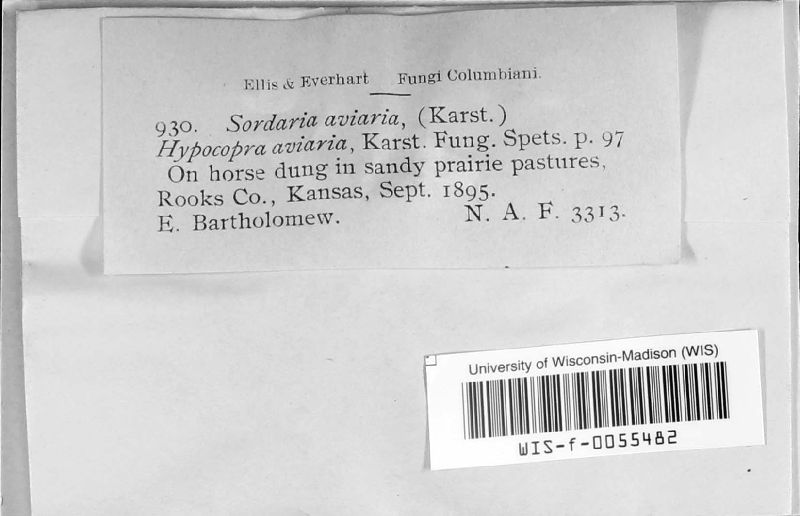 Ellis & Everhart Fungi Columbiani.
930. Sordaria aviaria, (Karst.)
Hypocopra aviaria, Karst. Fung. Spets. p. 97
On horse dung in sandy prairie pastures,
Rooks Co., Kansas, Sept. 1895.
E. Bartholomew. N. A. F. 3313.
University of Wisconsin-Madison (WIS)
WIS-f-0055482